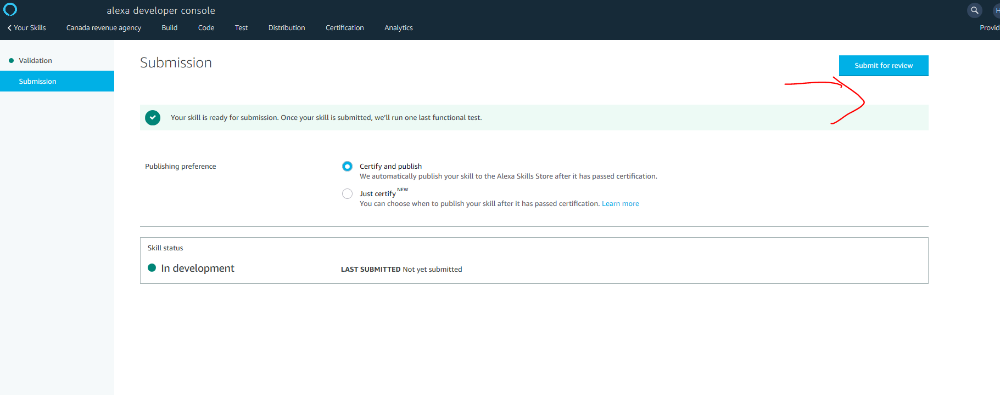 alexa developer console
Your Skills Canada revenue agency Build Code Test Distribution Certification Analytics
Validation
Submission
Submission
Submit for review
Your skill is ready for submission. Once your skill is submitted, we'll run one last functional test.
Publishing preference
Certify and publish
We automatically publish your skill to the Alexa Skills Store after it has passed certification.
Just certify NEW
You can choose when to publish your skill after it has passed certification. Learn more
Skill status
In development
LAST SUBMITTED Not yet submitted